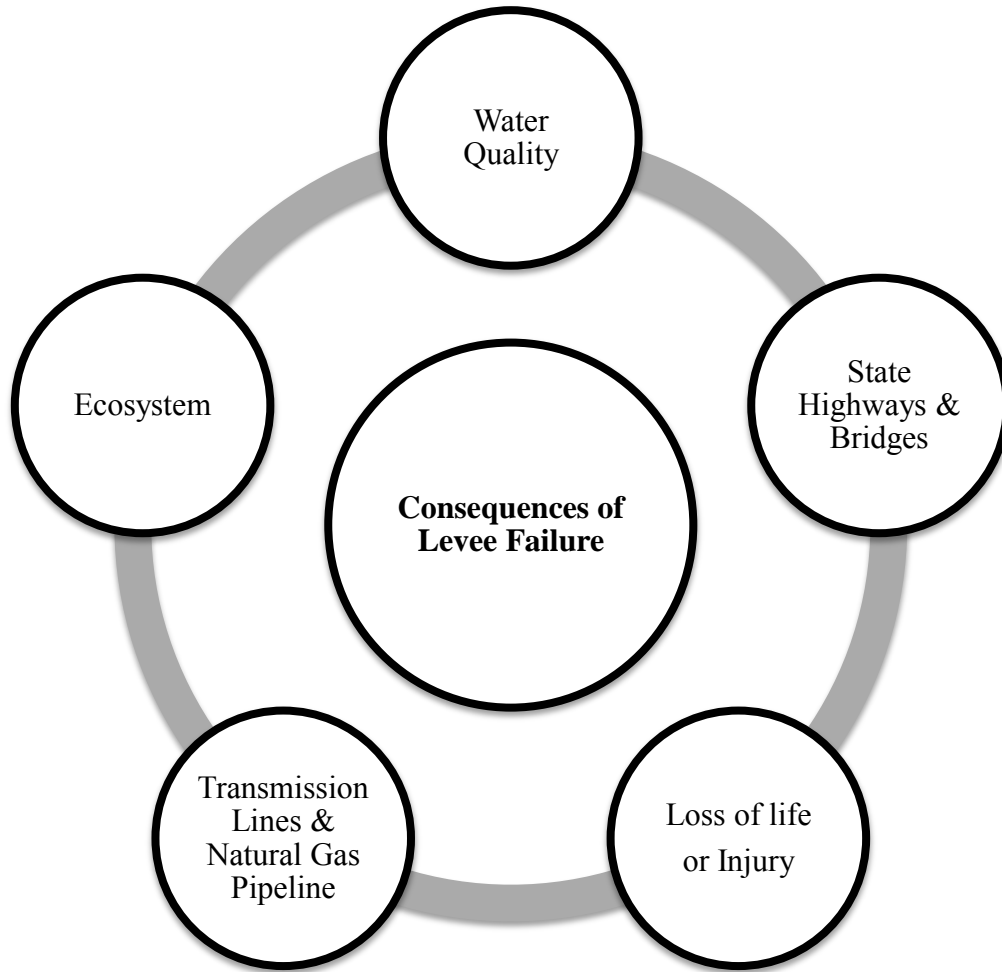 Water
Quality
State
Highways &
Bridges
Ecosystem
Consequences of
Levee Failure
Transmission
Lines &
Natural Gas
Pipeline
Loss of life
or Injury